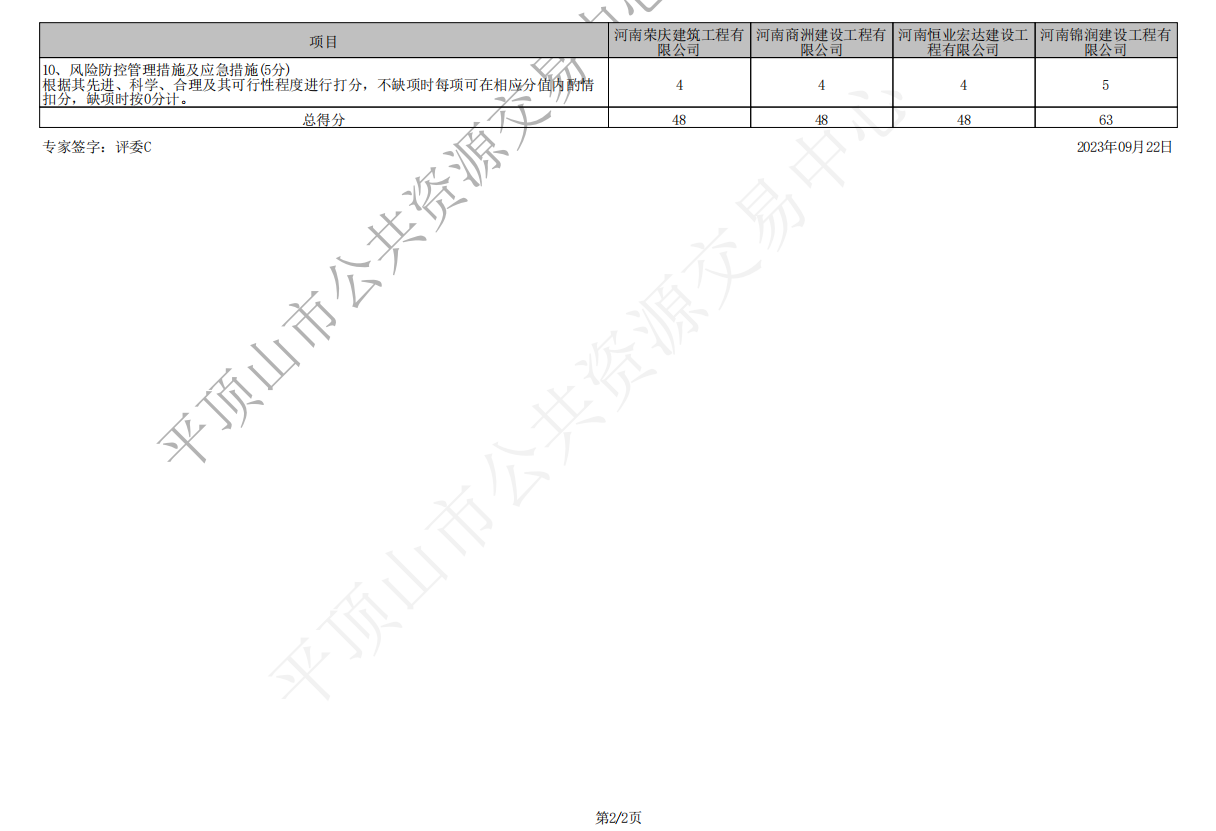 项目
河南荣庆建筑工程有
限公司
河南商洲建设工程有
限公司
河南恒业宏达建设工
程有限公司
河南锦润建设工程有
限公司
10、风险防控管理措施及应急措施(5分)
根据其先进、科学、合理及其可行性程度进行打分，不缺项时每项可在相应分值内酌情
扣分，缺项时按0分计。
4
4
4
5
总得分
48
48
48
63
专家签字：评委C
2023年09月22日
平顶山市公共资源交易中心
平顶山市公共资源交易中心
第2/2页